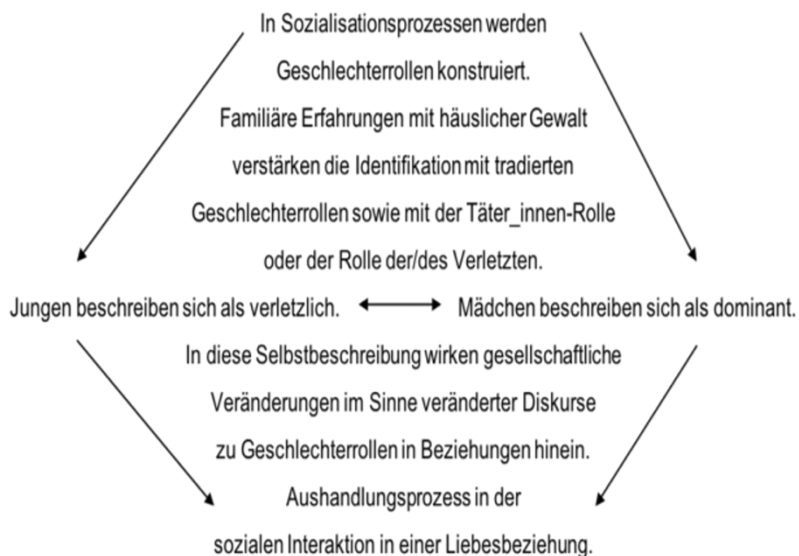 In Sozialisationsprozessen werden
Geschlechterrollen konstruiert.
Familiäre Erfahrungen mit häuslicher Gewalt
verstärken die Identifikation mit tradierten
Geschlechterrollen sowie mit der Täter_innen-Rolle
oder der Rolle der/des Verletzten.
Jungen beschreiben sich als verletzlich. Mädchen beschreiben sich als dominant.
In diese Selbstbeschreibung wirken gesellschaftliche
Veränderungen im Sinne veränderter Diskurse
zu Geschlechterrollen in Beziehungen hinein.
Aushandlungsprozess in der
sozialen Interaktion in einer Liebesbeziehung.